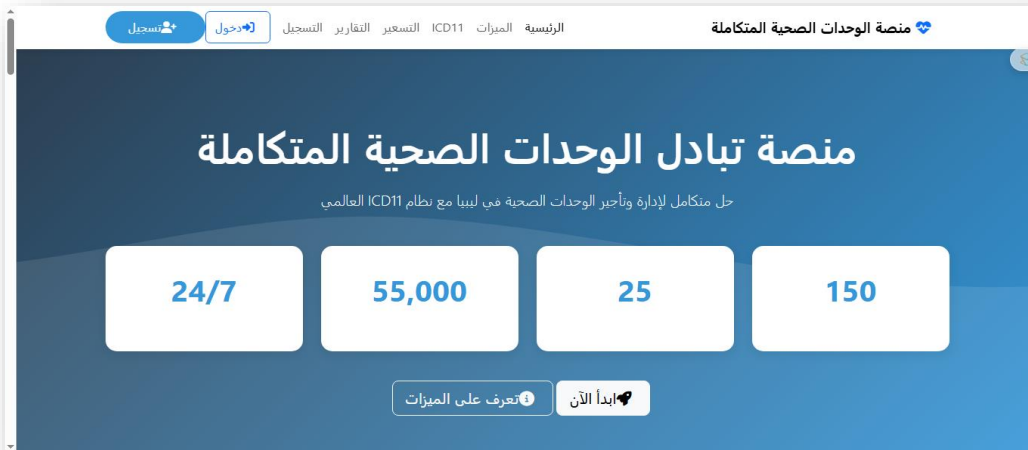 منصة الوحدات الصحية المتكاملة
الرئيسية الميزات ICD11 التسعير التقارير التسجيل دخول تسجيل
منصة تبادل الوحدات الصحية المتكاملة
حل متكامل لإدارة وتأجير الوحدات الصحية في ليبيا مع نظام ICD11 العالمي
150 25 55,000 24/7
ابدأ الآن تعرف على الميزات